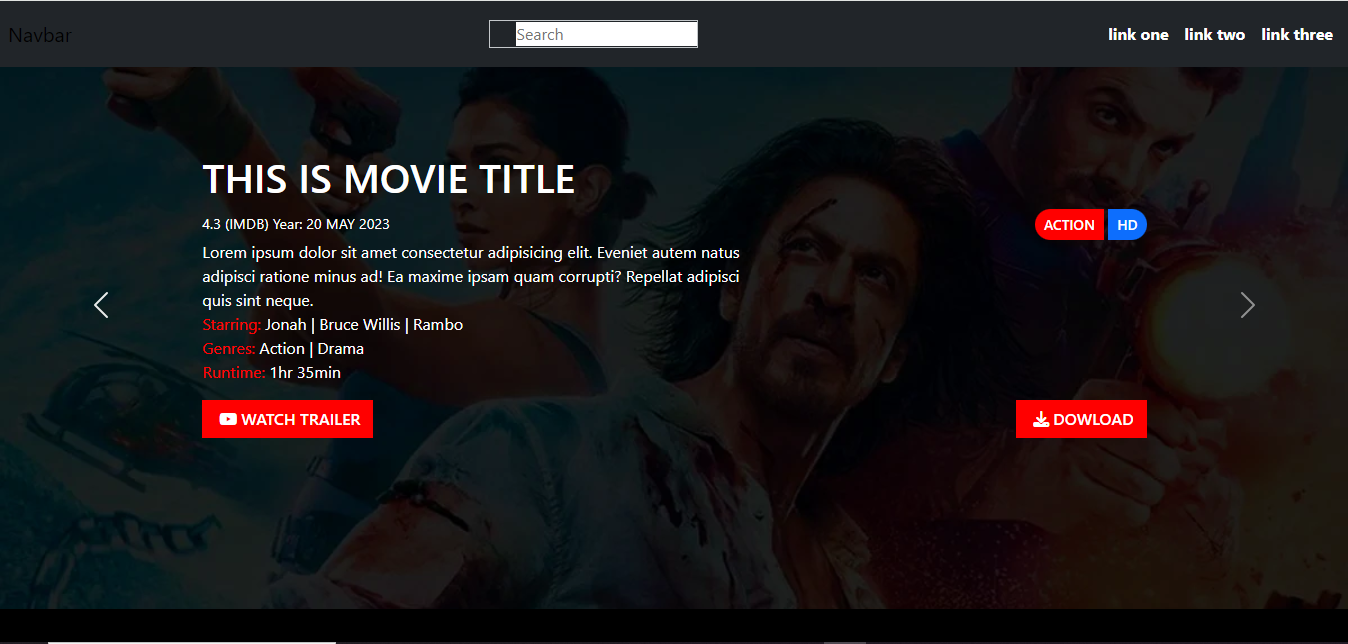 Navbar
Search
link one link two link three
THIS IS MOVIE TITLE
4.3 (IMDB) Year: 20 MAY 2023
ACTION HD
Lorem ipsum dolor sit amet consectetur adipisicing elit. Eveniet autem natus
adipisci ratione minus ad! Ea maxime ipsam quam corrupti? Repellat adipisci
quis sint neque.
Starring: Jonah | Bruce Willis | Rambo
Genres: Action | Drama
Runtime: 1hr 35min
WATCH TRAILER
DOWLOAD